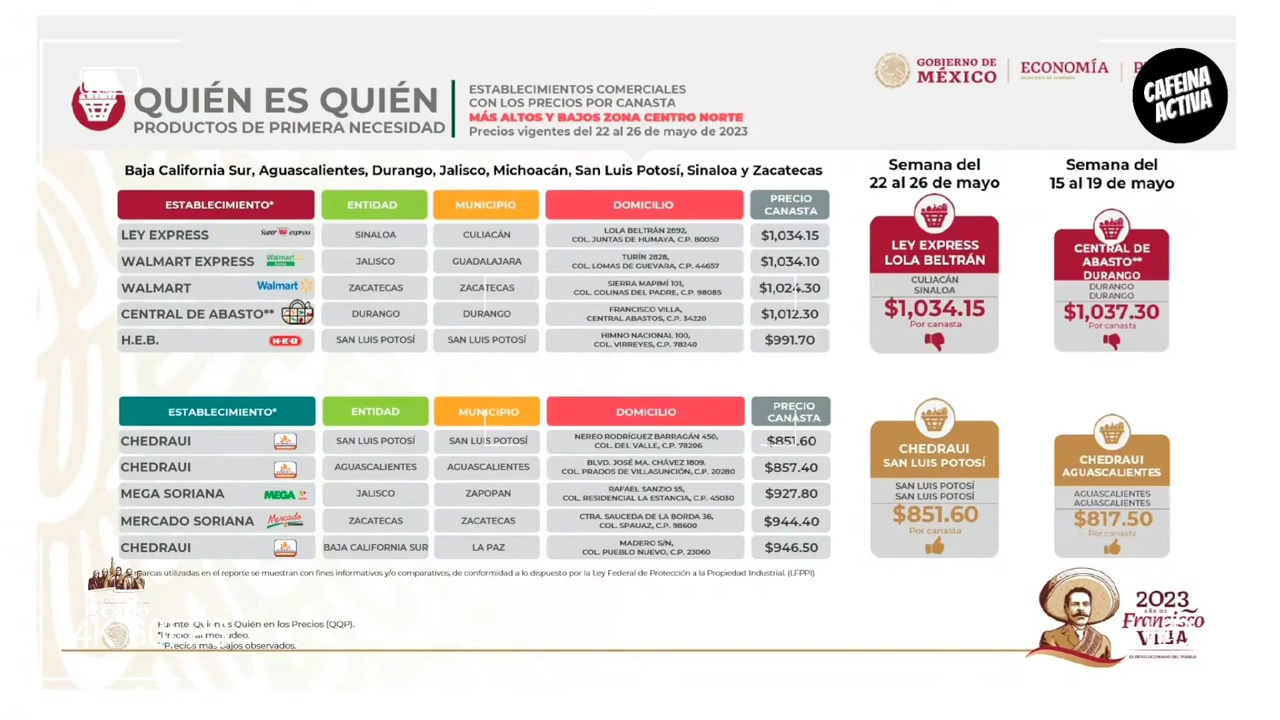 GOBIERNO DE
MÉXICO
ECONOMÍA
CAFEINA
ACTIVA
QUIÉN ES QUIÉN
PRODUCTOS DE PRIMERA NECESIDAD
ESTABLECIMIENTOS COMERCIALES
CON LOS PRECIOS POR CANASTA
MÁS ALTOS Y BAJOS ZONA CENTRO NORTE
Precios vigentes del 22 al 26 de mayo de 2023
Baja California Sur, Aguascalientes, Durango, Jalisco, Michoacán, San Luis Potosí, Sinaloa y Zacatecas
ESTABLECIMIENTO* ENTIDAD MUNICIPIO DOMICILIO PRECIO CANASTA
LEY EXPRESS Super express SINALOA CULIACÁN LOLA BELTRÁN 2892, COL. JUNTAS DE HUMAYA, C.P. 80050 $1,034.15
WALMART EXPRESS Walmart JALISCO GUADALAJARA TURÍN 2828, COL. LOMAS DE GUEVARA, C.P. 44657 $1,034.10
WALMART Walmart ZACATECAS ZACATECAS SIERRA MAPIMÍ 101, COL. COLINAS DEL PADRE, C.P. 98085 $1,024.30
CENTRAL DE ABASTO** DURANGO DURANGO FRANCISCO VILLA, CENTRAL ABASTOS, C.P. 34220 $1,012.30
H.E.B. H-E-B SAN LUIS POTOSÍ SAN LUIS POTOSÍ HIMNO NACIONAL 100, COL. VIRREYES, C.P. 78240 $991.70
ESTABLECIMIENTO* ENTIDAD MUNICIPIO DOMICILIO PRECIO CANASTA
CHEDRAUI SAN LUIS POTOSÍ SAN LUIS POTOSÍ NEREO RODRÍGUEZ BARRAGÁN 450, COL. DEL VALLE, C.P. 78206 $851.60
CHEDRAUI AGUASCALIENTES AGUASCALIENTES BLVD. JOSÉ MA. CHÁVEZ 1809, COL. PRADOS DE VILLASUNCIÓN, C.P. 20280 $857.40
MEGA SORIANA MEGA JALISCO ZAPOPAN RAFAEL SANZIO 55, COL. RESIDENCIAL LA ESTANCIA, C.P. 45030 $927.80
MERCADO SORIANA Mercado ZACATECAS ZACATECAS CTRA. SAUCEDA DE LA BORDA 36, COL. SPAUAZ, C.P. 98600 $944.40
CHEDRAUI BAJA CALIFORNIA SUR LA PAZ MADERO S/N, COL. PUEBLO NUEVO, C.P. 23060 $946.50
Semana del
22 al 26 de mayo
LEY EXPRESS
LOLA BELTRÁN
CULIACÁN
SINALOA
$1,034.15
Por canasta
Semana del
15 al 19 de mayo
CENTRAL DE
ABASTO**
DURANGO
DURANGO
DURANGO
$1,037.30
Por canasta
CHEDRAUI
SAN LUIS POTOSÍ
SAN LUIS POTOSÍ
SAN LUIS POTOSÍ
$851.60
Por canasta
CHEDRAUI
AGUASCALIENTES
AGUASCALIENTES
AGUASCALIENTES
$817.50
Por canasta
marcas utilizadas en el reporte se muestran con fines informativos y/o comparativos, de conformidad a lo dispuesto por la Ley Federal de Protección a la Propiedad Industrial. (LFPPI)
Fuente: Quién es Quién en los Precios (QQP).
*Precios al menudeo.
**Precios más bajos observados.
2023
AÑO DE
Francisco
VILLA
EL REVOLUCIONARIO DEL PUEBLO